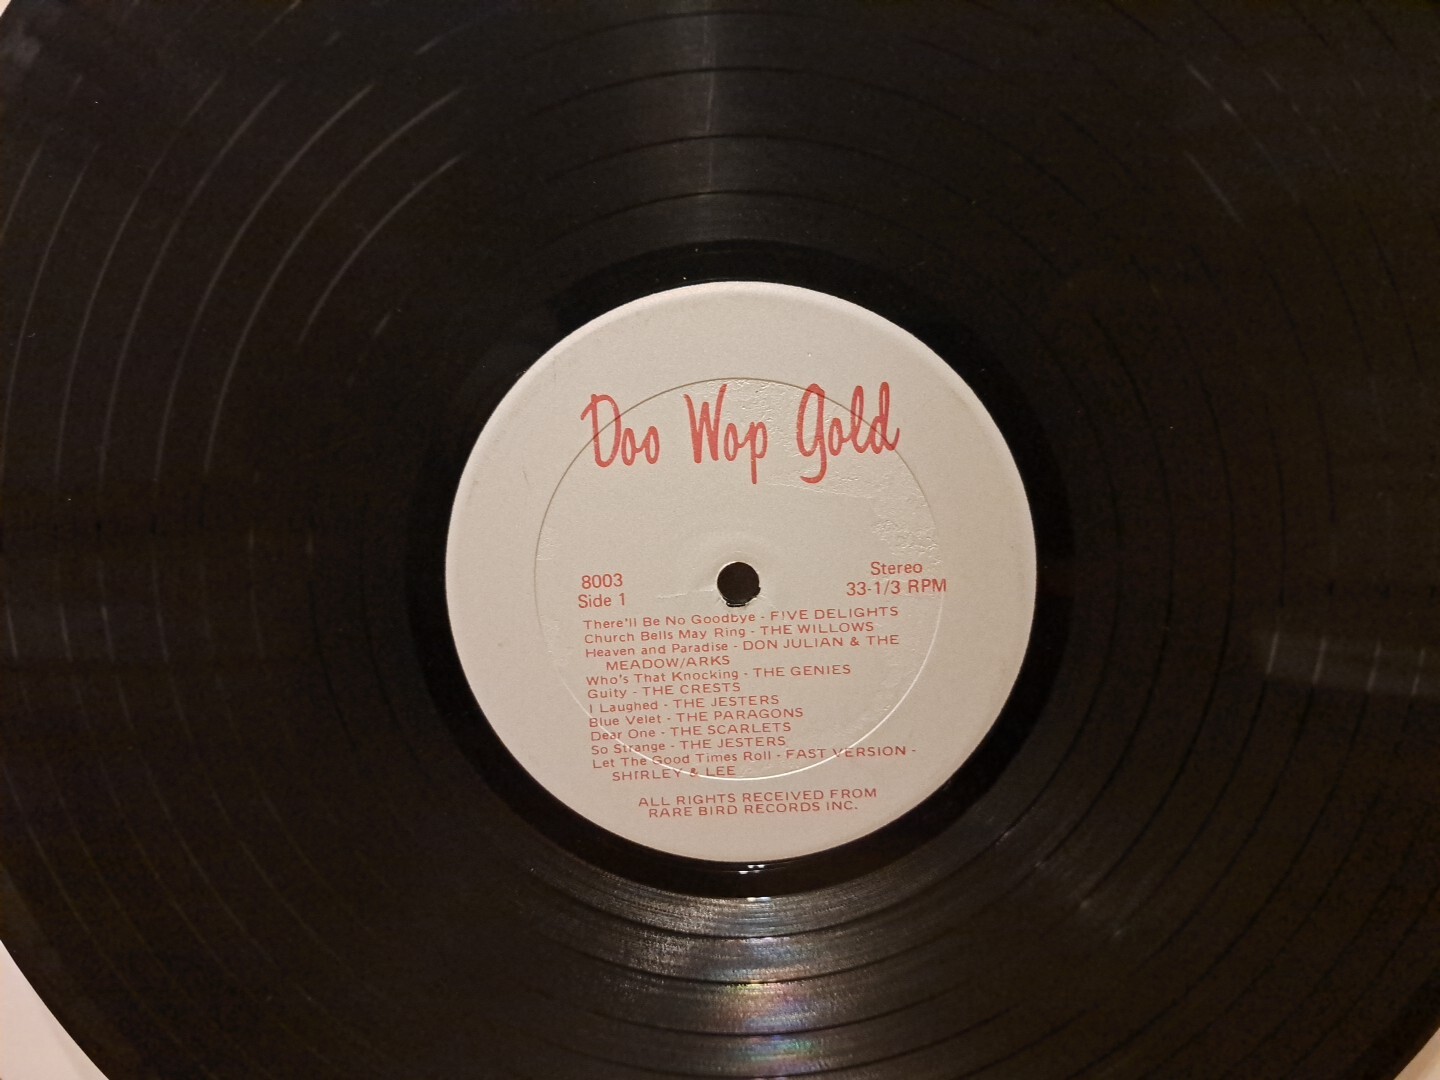 Doo Wop Gold
8003
Side 1
Stereo
33-1/3 RPM
There'll Be No Goodbye - FIVE DELIGHTS
Church Bells May Ring - THE WILLOWS
Heaven and Paradise - DON JULIAN & THE
MEADOW/ARKS
Who's That Knocking - THE GENIES
Guity - THE CRESTS
I Laughed - THE JESTERS
Blue Velet - THE PARAGONS
Dear One - THE SCARLETS
So Strange - THE JESTERS
Let The Good Times Roll - FAST VERSION -
SHIRLEY & LEE
ALL RIGHTS RECEIVED FROM
RARE BIRD RECORDS INC.